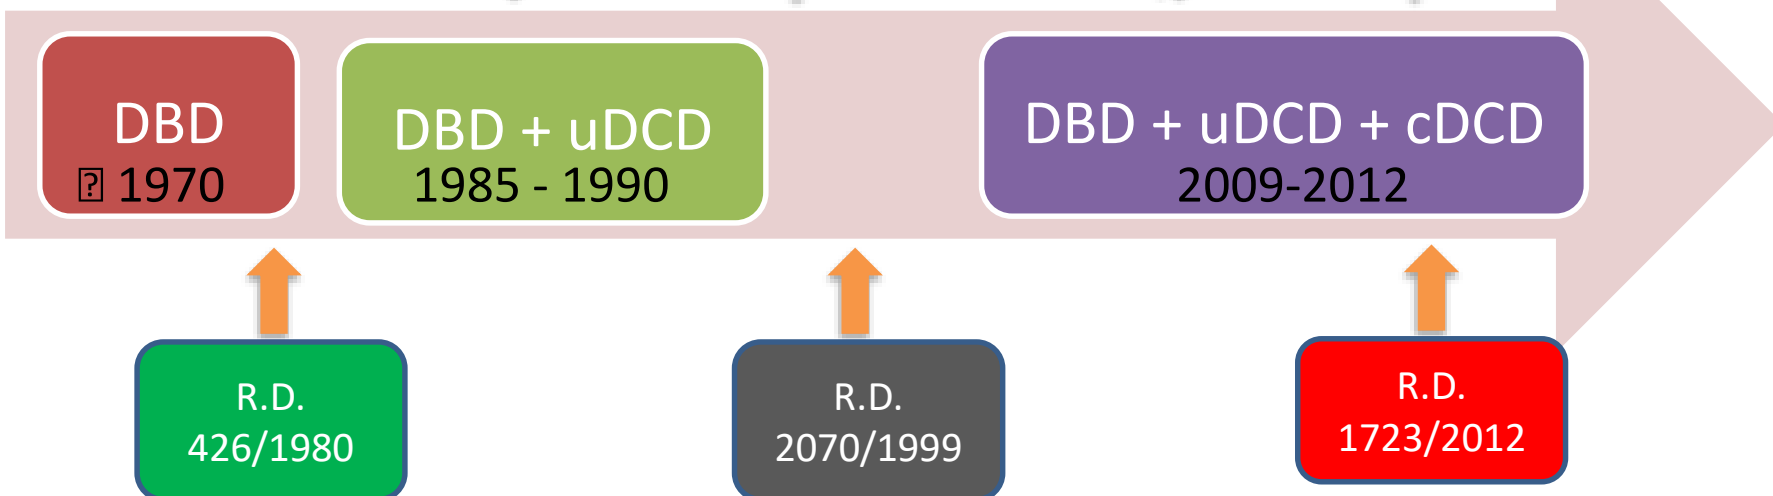 DBD
⍰ 1970
DBD + uDCD
1985 - 1990
DBD + uDCD + cDCD
2009-2012
R.D.
426/1980
R.D.
2070/1999
R.D.
1723/2012